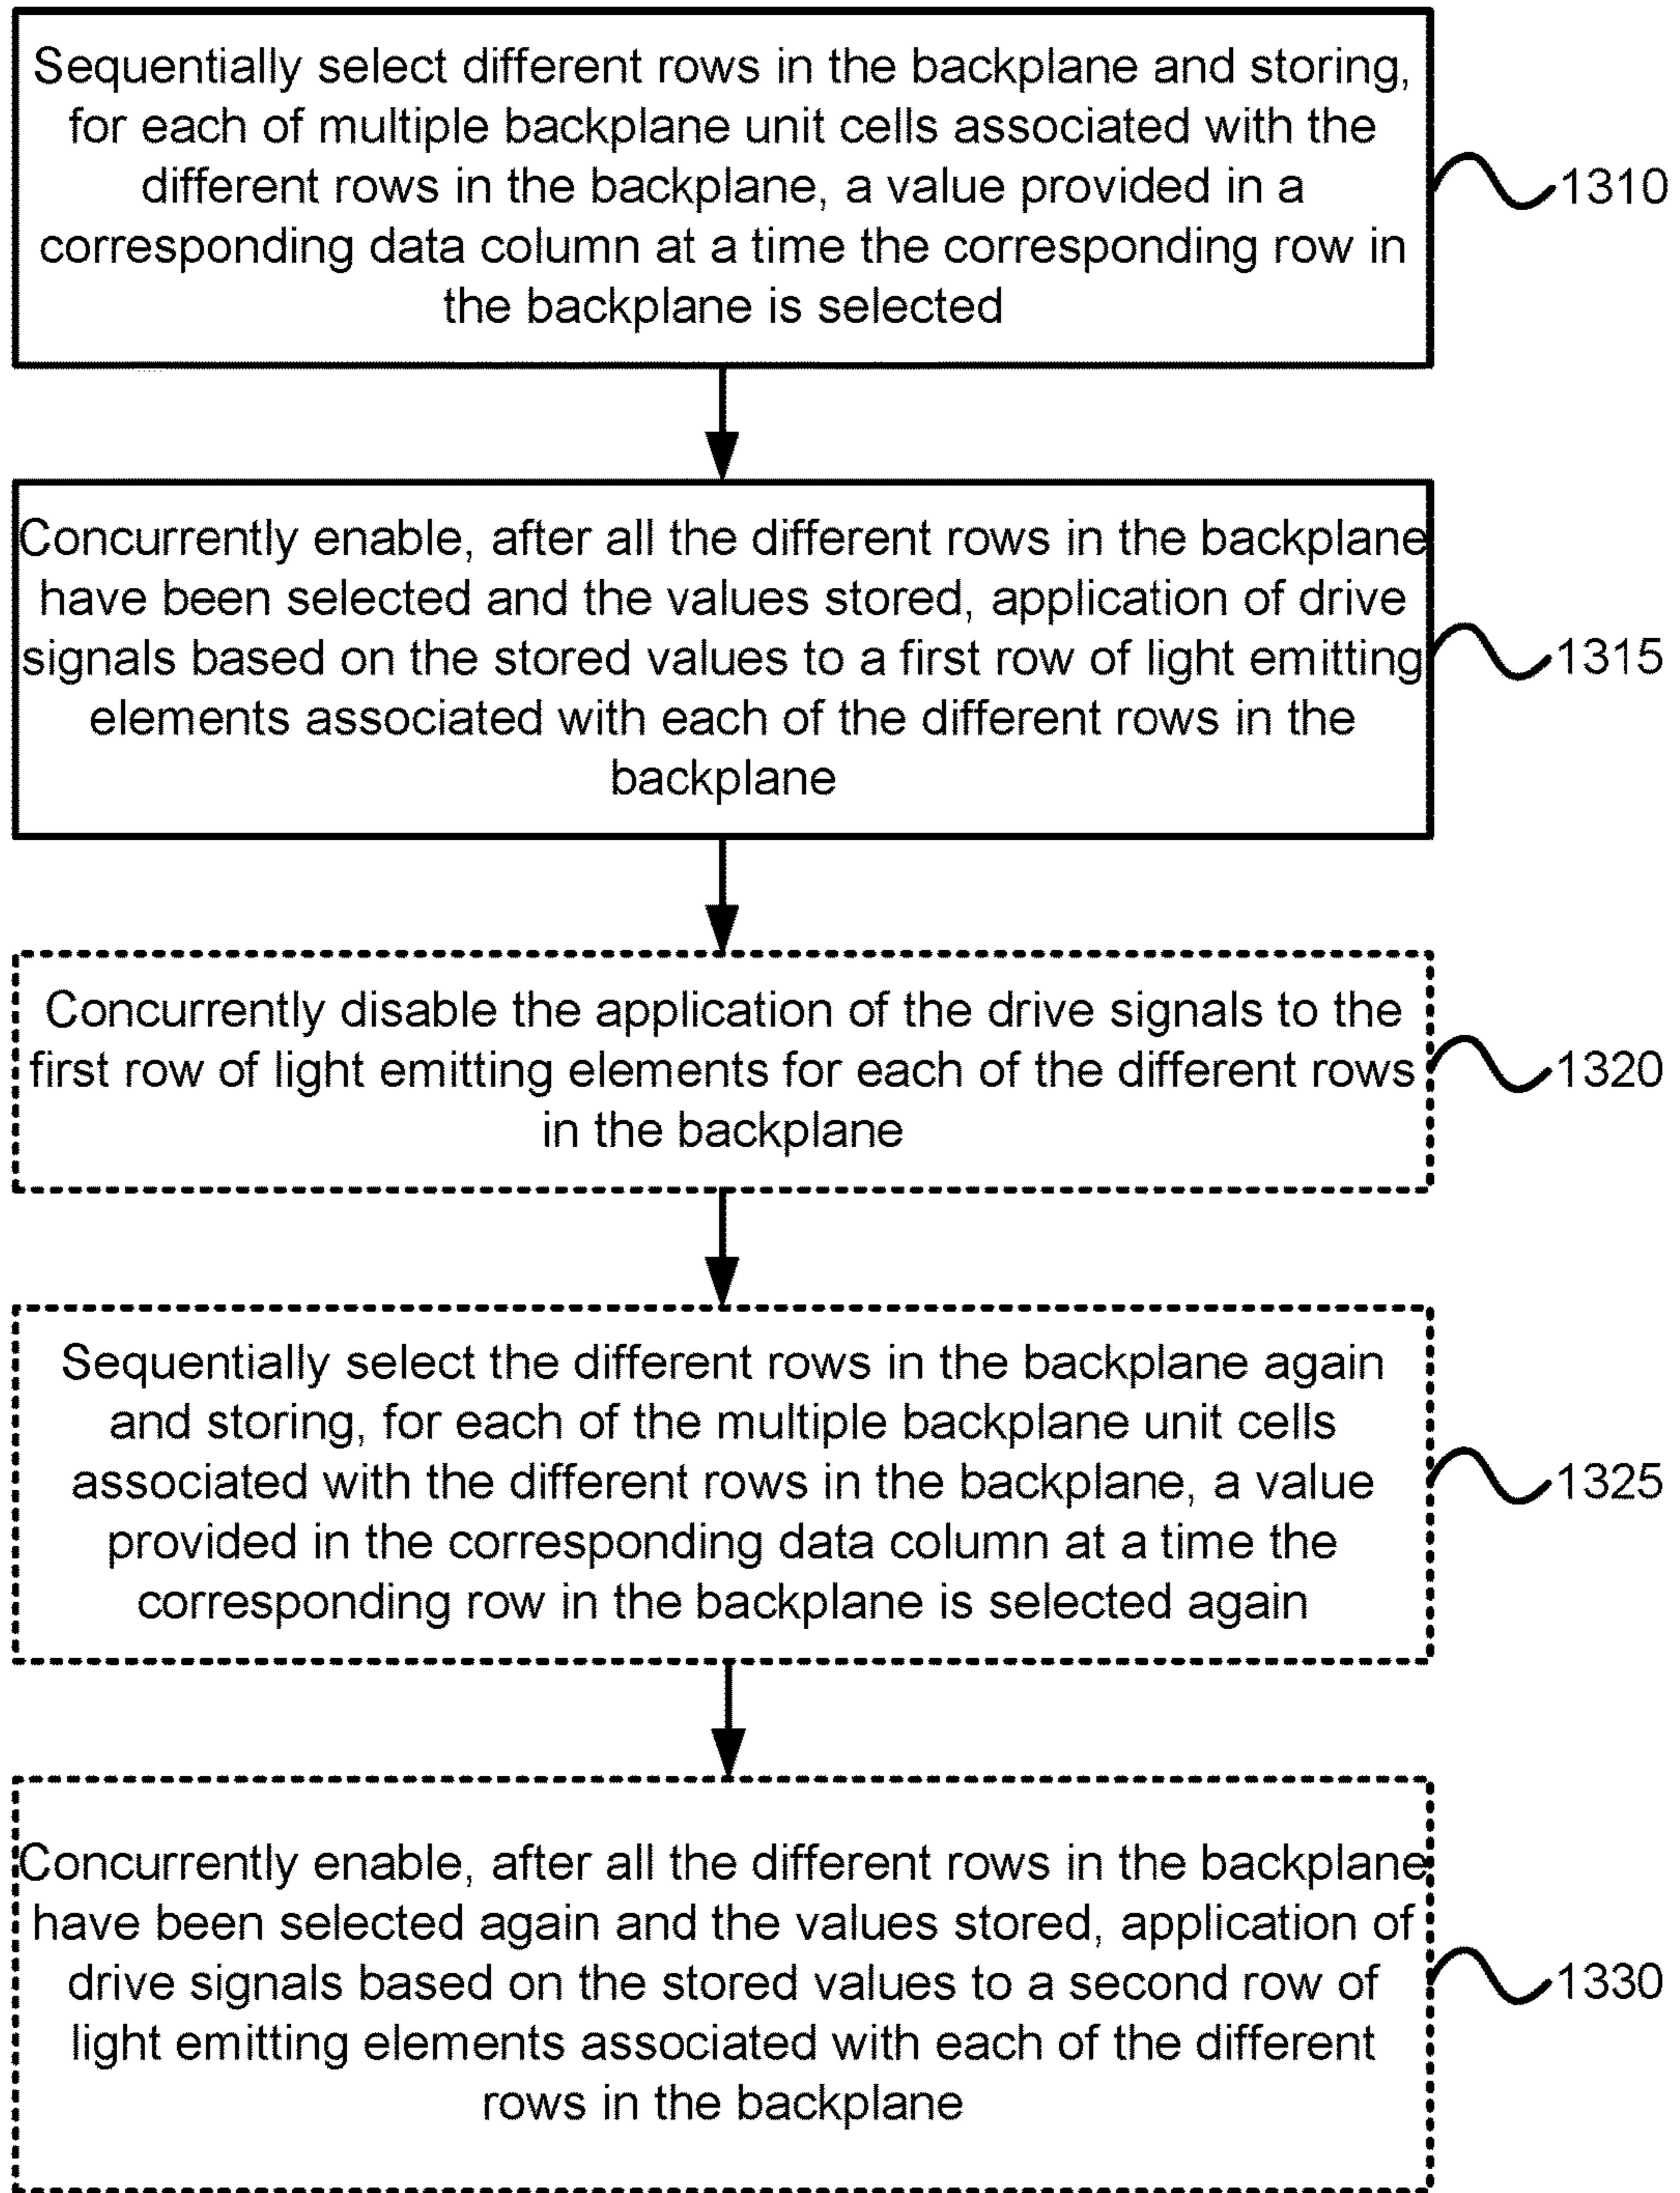 Sequentially select different rows in the backplane and storing,
for each of multiple backplane unit cells associated with the
different rows in the backplane, a value provided in a
corresponding data column at a time the corresponding row in
the backplane is selected
1310
Concurrently enable, after all the different rows in the backplane
have been selected and the values stored, application of drive
signals based on the stored values to a first row of light emitting
elements associated with each of the different rows in the
backplane
1315
Concurrently disable the application of the drive signals to the
first row of light emitting elements for each of the different rows
in the backplane
1320
Sequentially select the different rows in the backplane again
and storing, for each of the multiple backplane unit cells
associated with the different rows in the backplane, a value
provided in the corresponding data column at a time the
corresponding row in the backplane is selected again
1325
Concurrently enable, after all the different rows in the backplane
have been selected again and the values stored, application of
drive signals based on the stored values to a second row of
light emitting elements associated with each of the different
rows in the backplane
1330